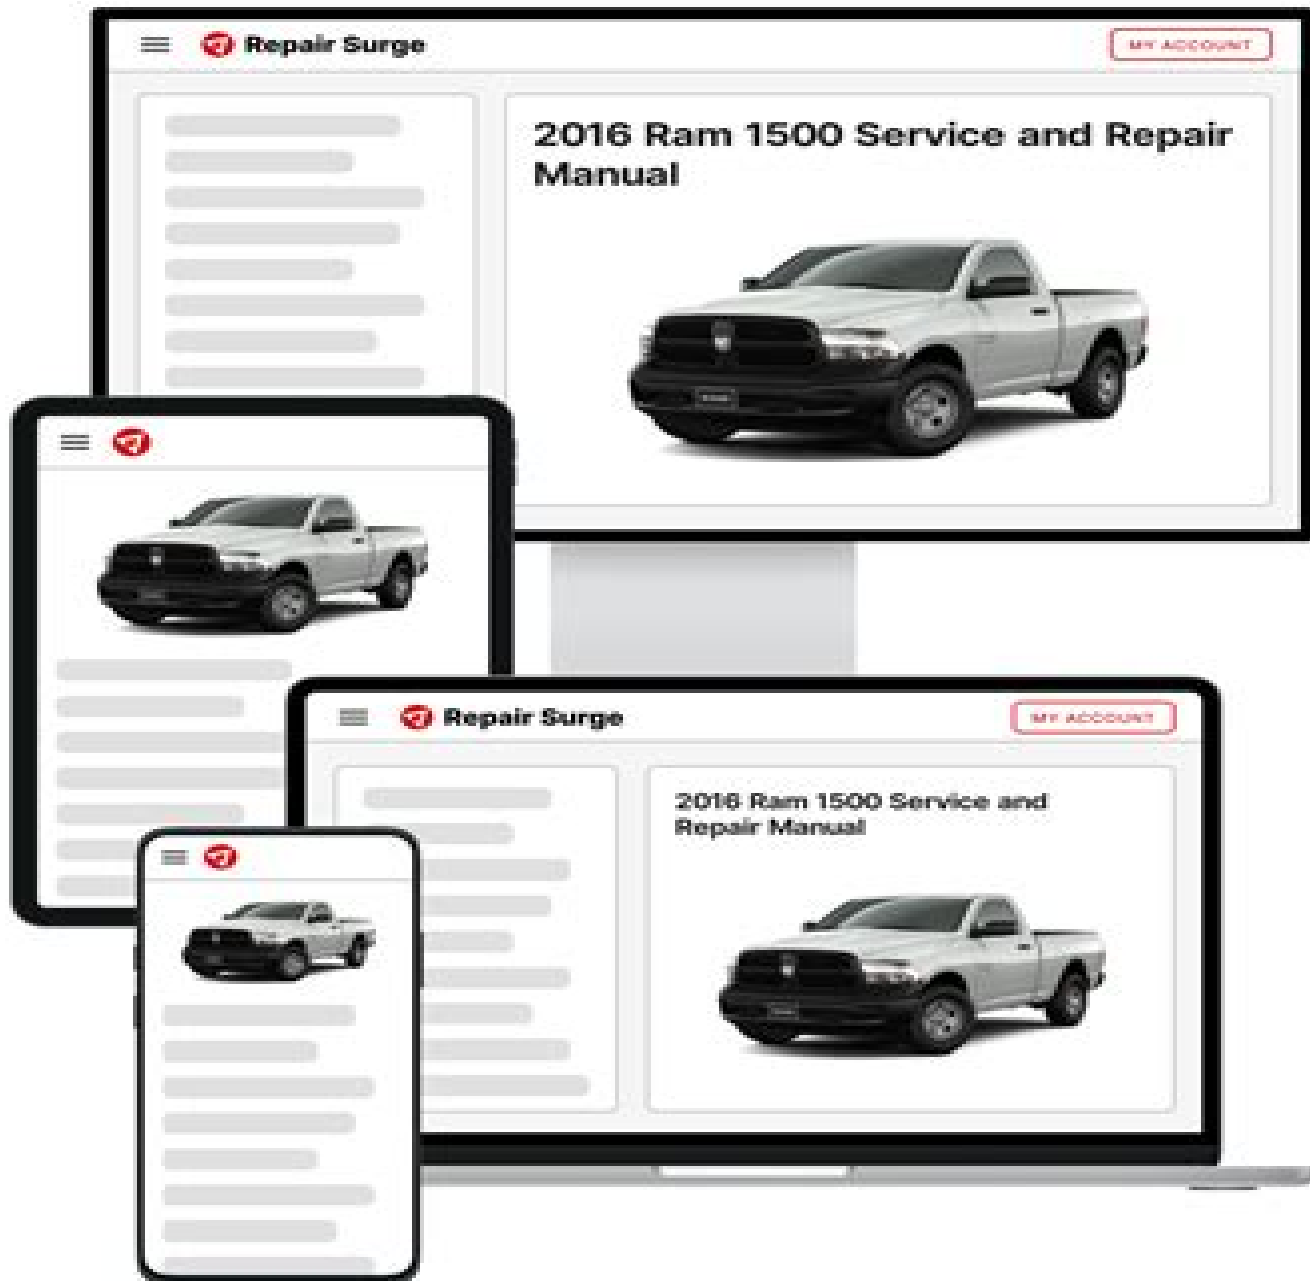 Repair Surge
MY ACCOUNT
2016 Ram 1500 Service and Repair
Manual
Repair Surge
MY ACCOUNT
2016 Ram 1500 Service and
Repair Manual